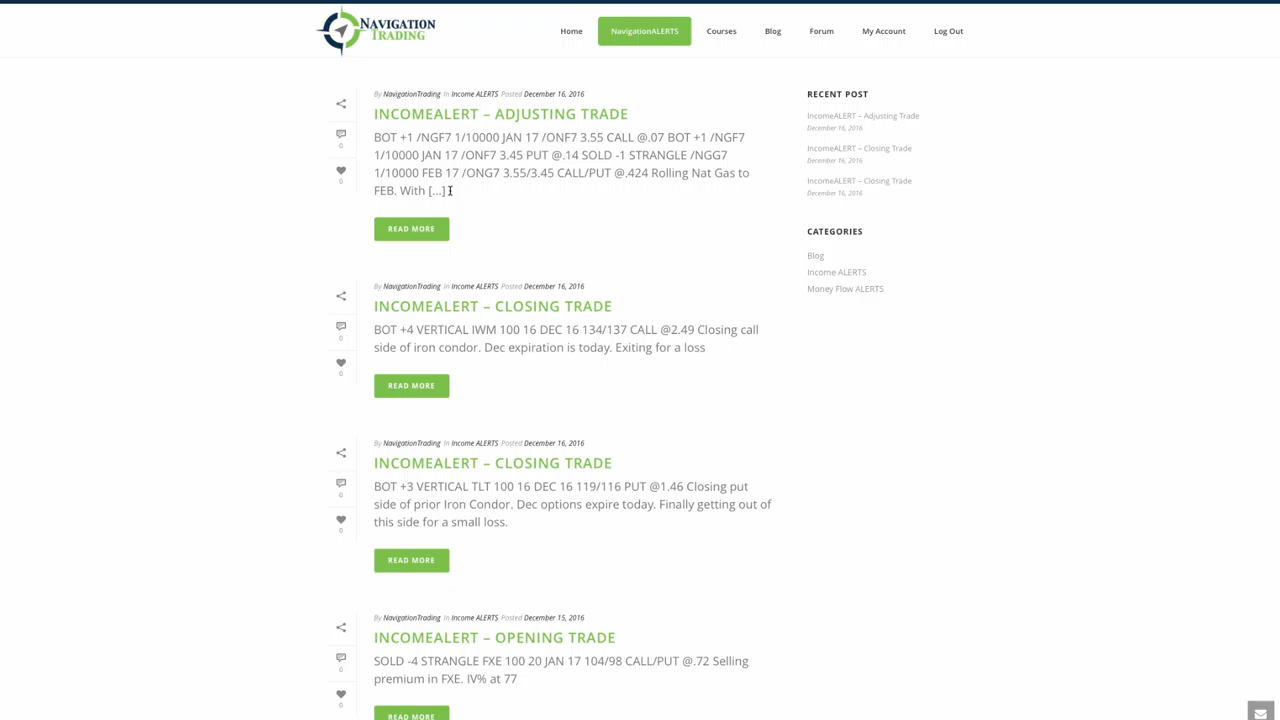 NAVIGATION
TRADING
Home
NavigationALERTS
Courses
Blog
Forum
My Account
Log Out
By NavigationTrading In Income ALERTS Posted December 16, 2016
INCOMEALERT – ADJUSTING TRADE
BOT +1 /NGF7 1/10000 JAN 17 /ONF7 3.55 CALL @.07 BOT +1 /NGF7
1/10000 JAN 17 /ONF7 3.45 PUT @.14 SOLD -1 STRANGLE /NGG7
1/10000 FEB 17 /ONG7 3.55/3.45 CALL/PUT @.424 Rolling Nat Gas to
FEB. With [...]
0
0
READ MORE
By NavigationTrading In Income ALERTS Posted December 16, 2016
INCOMEALERT – CLOSING TRADE
BOT +4 VERTICAL IWM 100 16 DEC 16 134/137 CALL @2.49 Closing call
side of iron condor. Dec expiration is today. Exiting for a loss
0
0
READ MORE
By NavigationTrading In Income ALERTS Posted December 16, 2016
INCOMEALERT – CLOSING TRADE
BOT +3 VERTICAL TLT 100 16 DEC 16 119/116 PUT @1.46 Closing put
side of prior Iron Condor. Dec options expire today. Finally getting out of
this side for a small loss.
0
0
READ MORE
By NavigationTrading In Income ALERTS Posted December 15, 2016
INCOMEALERT – OPENING TRADE
SOLD -4 STRANGLE FXE 100 20 JAN 17 104/98 CALL/PUT @.72 Selling
premium in FXE. IV% at 77
0
0
READ MORE
RECENT POST
IncomeALERT – Adjusting Trade
December 16, 2016
IncomeALERT – Closing Trade
December 16, 2016
IncomeALERT – Closing Trade
December 16, 2016
CATEGORIES
Blog
Income ALERTS
Money Flow ALERTS